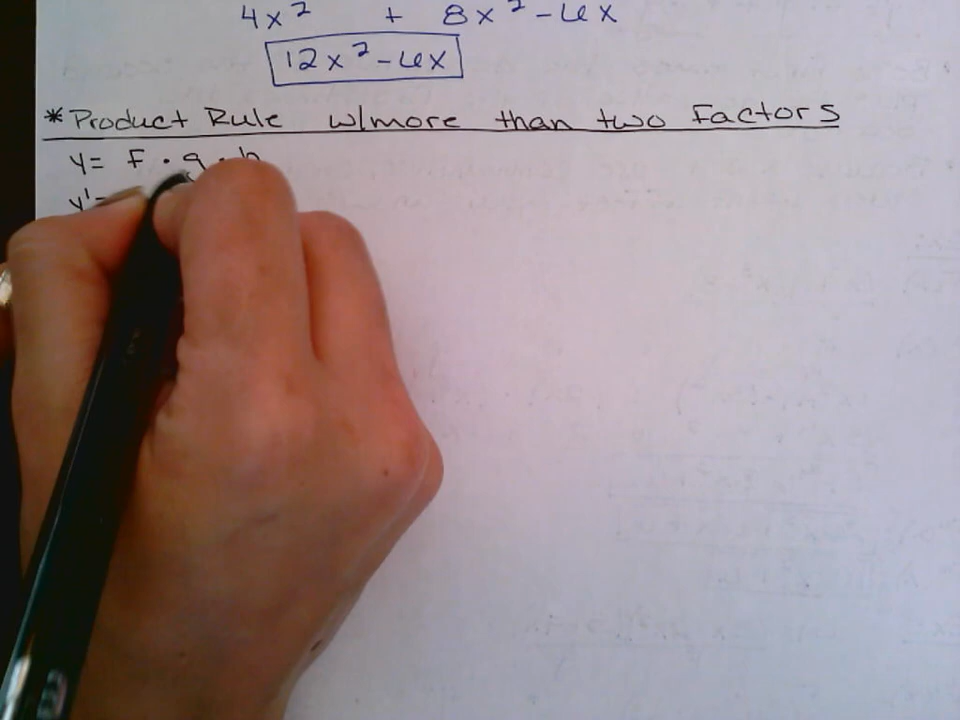 4x² + 8x² - 6x
12x² - 6x
*Product Rule w/more than two Factors
y = F · g · h
y' =